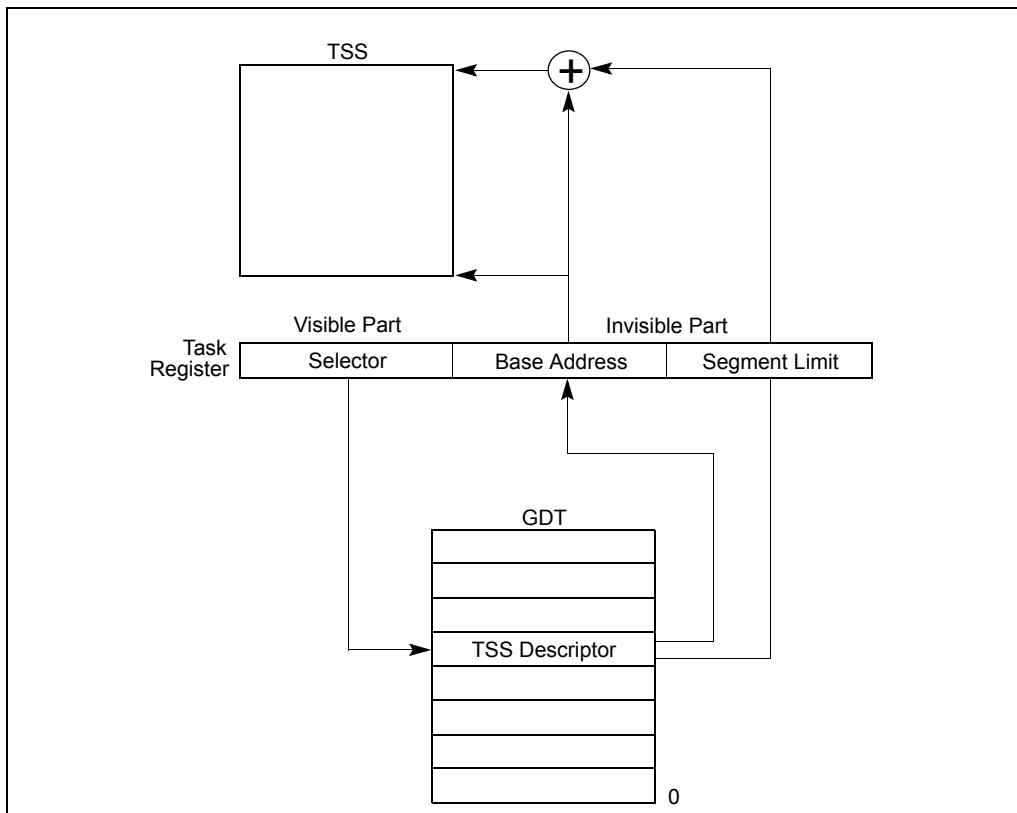 TSS
+
Visible Part
Invisible Part
Task
Register
Selector
Base Address
Segment Limit
GDT
TSS Descriptor
0